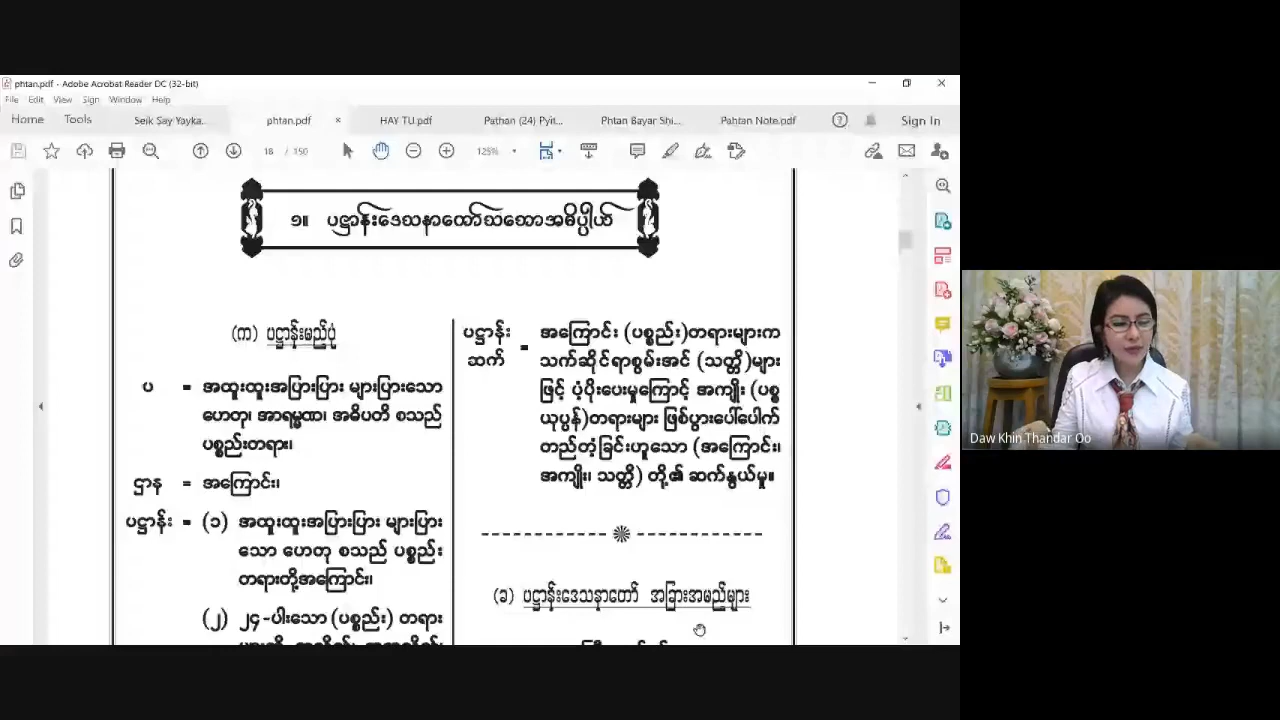 phtan.pdf - Adobe Acrobat Reader DC (32-bit)
File Edit View Sign Window Help
Home Tools Seik Say Yayka... phtan.pdf × HAY TU.pdf Pathan (24) Pyit... Phtan Bayar Shi... Pahtan Note.pdf Sign In
18 / 150 125%
၁။ ပဋ္ဌာန်းဒေသနာတော်သဘောအဓိပ္ပါယ်
(က) ပဋ္ဌာန်းမည်ပုံ
ပ = အထူးထူးအပြားပြား များပြားသော
ဟေတု၊ အာရမ္မဏ၊ အဓိပတိ စသည်
ပစ္စည်းတရား၊
ဌာန = အကြောင်း၊
ပဋ္ဌာန်း = (၁) အထူးထူးအပြားပြား များပြား
သော ဟေတု စသည် ပစ္စည်း
တရားတို့အကြောင်း၊
(၂) ၂၄-ပါးသော (ပစ္စည်း) တရား
ပဋ္ဌာန်း
ဆက် = အကြောင်း (ပစ္စည်း)တရားများက
သက်ဆိုင်ရာစွမ်းအင် (သတ္တိ)များ
ဖြင့် ပံ့ပိုးပေးမှုကြောင့် အကျိုး (ပစ္စ
ယုပ္ပန်)တရားများ ဖြစ်ပွားပေါ်ပေါက်
တည်တံ့ခြင်းဟူသော (အကြောင်း၊
အကျိုး၊ သတ္တိ) တို့၏ ဆက်နွယ်မှု။
(ခ) ပဋ္ဌာန်းဒေသနာတော် အခြားအမည်များ
Daw Khin Thandar Oo